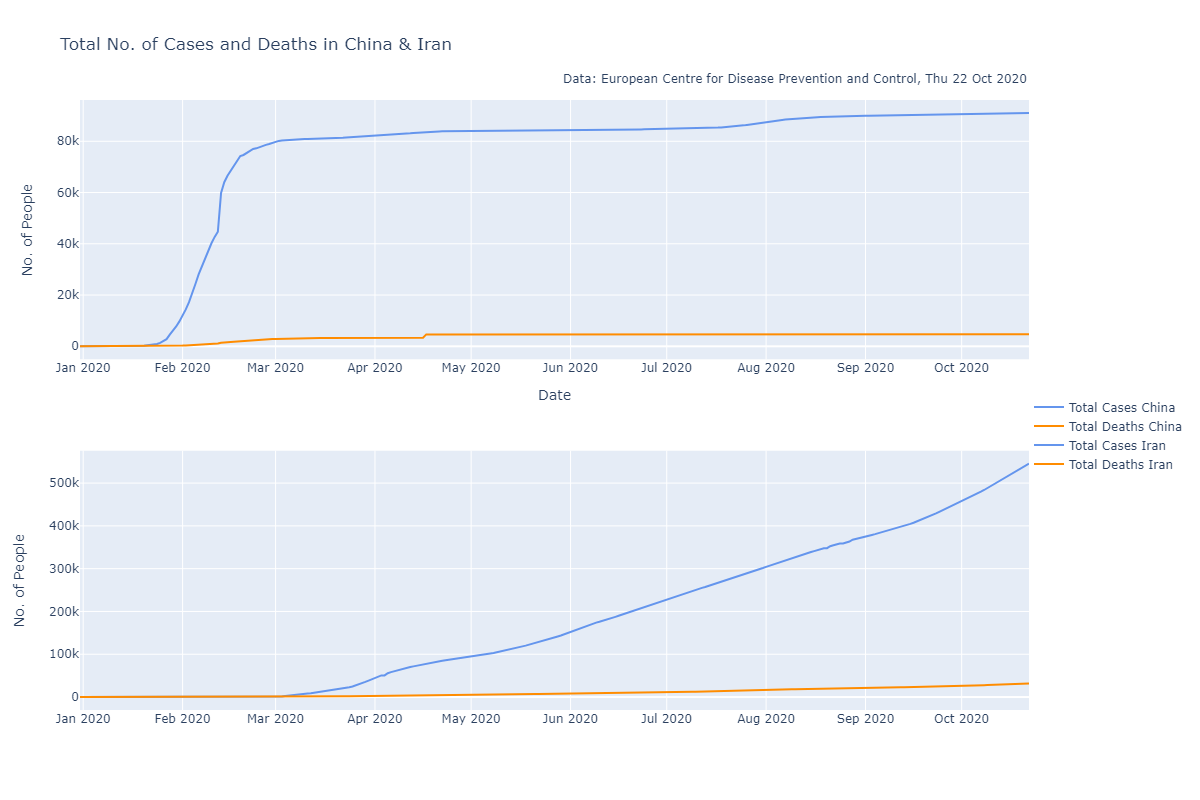 Total No. of Cases and Deaths in China & Iran
Data: European Centre for Disease Prevention and Control, Thu 22 Oct 2020
No. of People
80k
60k
40k
20k
0
Jan 2020 Feb 2020 Mar 2020 Apr 2020 May 2020 Jun 2020 Jul 2020 Aug 2020 Sep 2020 Oct 2020
Date
Total Cases China
Total Deaths China
Total Cases Iran
Total Deaths Iran
No. of People
500k
400k
300k
200k
100k
0
Jan 2020 Feb 2020 Mar 2020 Apr 2020 May 2020 Jun 2020 Jul 2020 Aug 2020 Sep 2020 Oct 2020